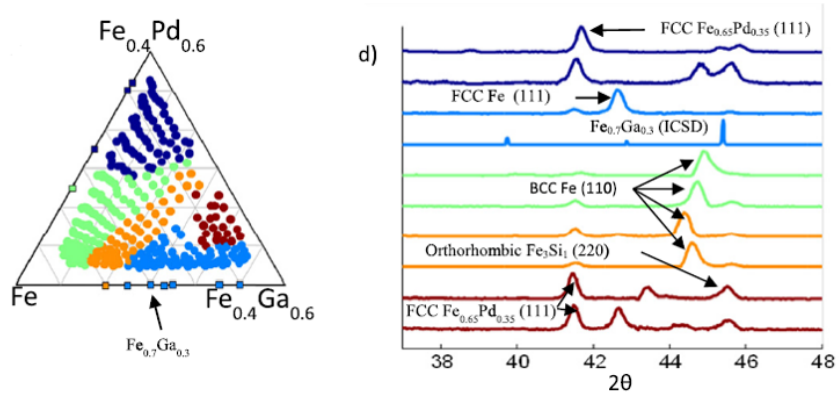 Fe₀.₄Pd₀.₆
Fe
Fe₀.₄Ga₀.₆
Fe₀.₇Ga₀.₃
d)
FCC Fe₀.₆₅Pd₀.₃₅ (111)
FCC Fe (111)
Fe₀.₇Ga₀.₃ (ICSD)
BCC Fe (110)
Orthorhombic Fe₃Si₁ (220)
FCC Fe₀.₆₅Pd₀.₃₅ (111)
38 40 42 44 46 48
2θ